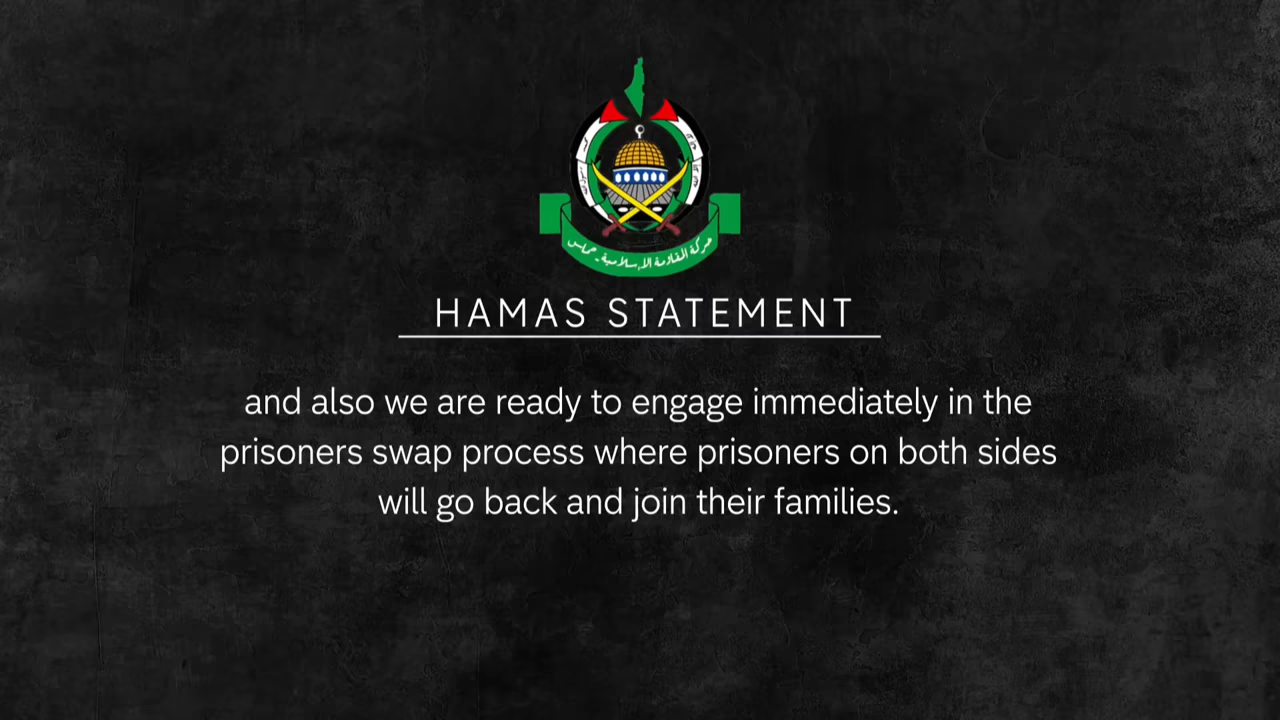 حركة المقاومة الإسلامية - حماس
HAMAS STATEMENT
and also we are ready to engage immediately in the
prisoners swap process where prisoners on both sides
will go back and join their families.